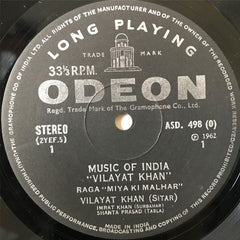 LONG PLAYING
TRADE MARK
33⅓ R.P.M.
ODEON
Regd. Trade Mark of The Gramophone Co., Ltd.
STEREO
(2YEF.5)
1
ASD. 498 (O)
℗ 1962
1
MUSIC OF INDIA
"VILAYAT KHAN"
RAGA "MIYA KI MALHAR"
VILAYAT KHAN (SITAR)
IMRAT KHAN (SURBAHAR)
SHANTA PRASAD (TABLA)
MADE IN INDIA